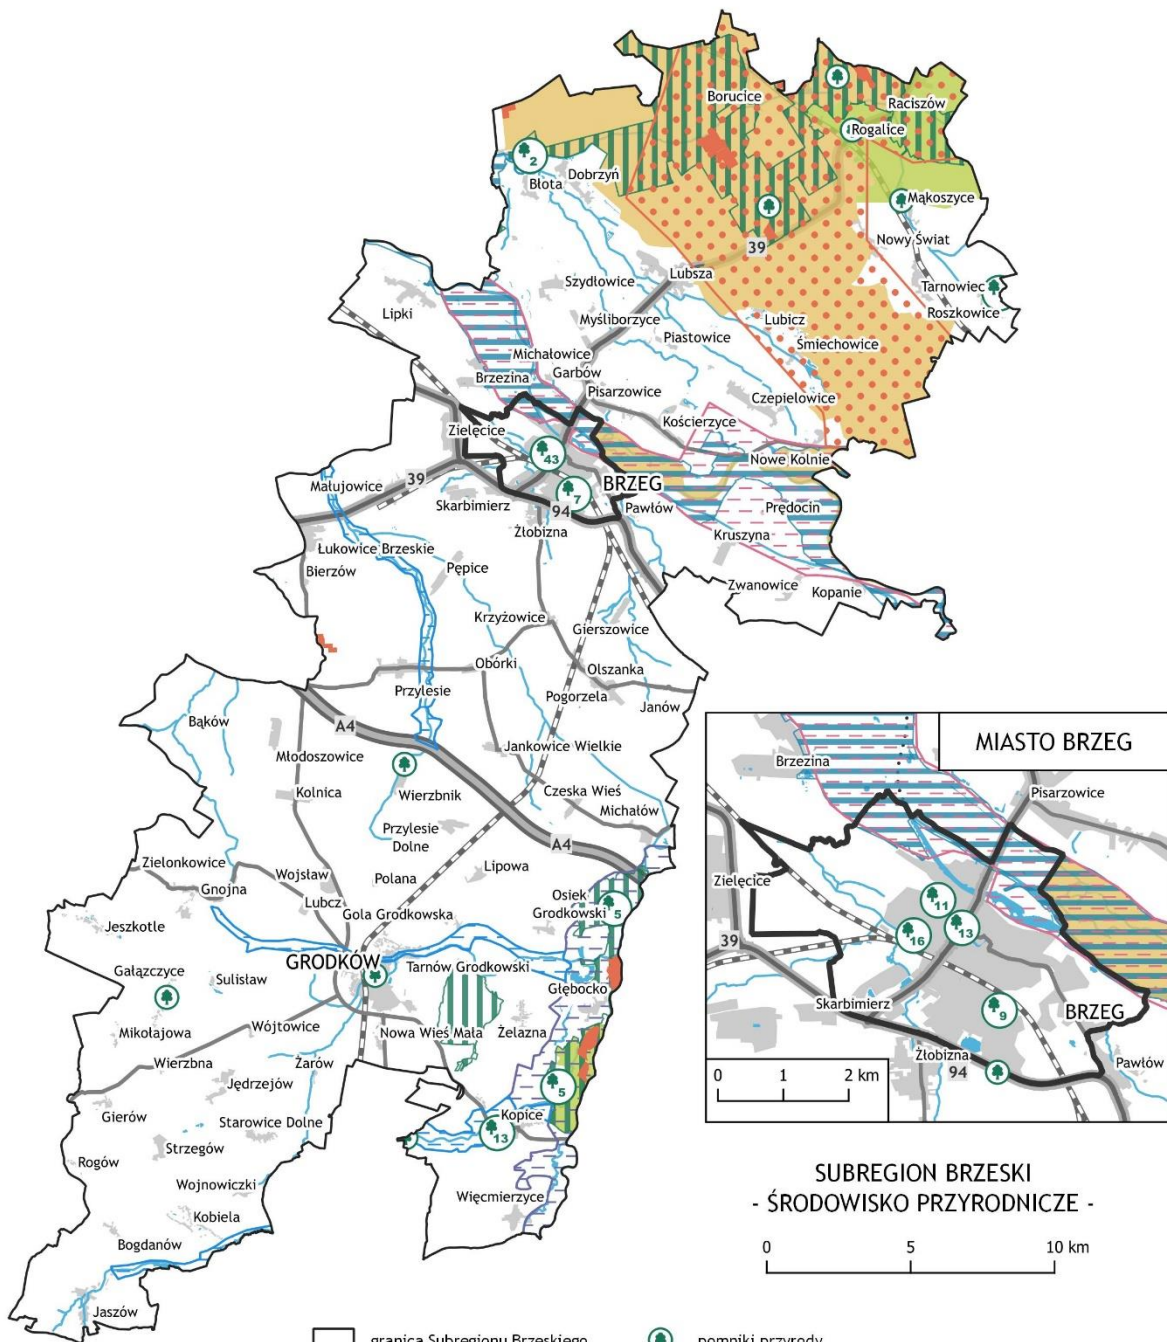 Borucice
Raciszów
Rogalice
2
Dobrzyń
Błota
Mąkoszyce
39
Nowy Świat
Lubsza
Szydłowice
Tarnowiec
Roszkowice
Lipki
Myśliborzyce
Lubicz
Piastowice
Śmiechowice
Michałowice
Garbów
Brzezina
Pisarzowice
Czepielowice
Kościerzyce
Zielęcice
43
Nowe Kolnie
39
Małujowice
7
BRZEG
Skarbimierz
94
Pawłów
Prędocin
Żłobizna
Kruszyna
Łukowice Brzeskie
Bierzów
Pępice
Zwanowice
Kopanie
Krzyżowice
Gierszowice
Obórki
Olszanka
Przylesie
Pogorzela
Janów
Bąków
A4
Młodoszowice
Jankowice Wielkie
Kolnica
Wierzbnik
Czeska Wieś
Michałów
Przylesie
Dolne
A4
Zielonkowice
Gnojna
Wojsław
Polana
Lipowa
Lubcz
Osiek
Grodkowski
5
Jeszkotle
Gola Grodkowska
GRODKÓW
Tarnów Grodkowski
Gałązczyce
Sulisław
Głębocko
Mikołajowa
Wójtowice
Nowa Wieś Mała
Żelazna
Wierzbna
Żarów
Jędrzejów
5
Gierów
Starowice Dolne
Kopice
13
Strzegów
Rogów
Wojnowiczki
Więcmierzyce
Kobiela
Bogdanów
Jaszów
MIASTO BRZEG
Brzezina
Pisarzowice
Zielęcice
11
13
16
39
Skarbimierz
9
BRZEG
Żłobizna
94
Pawłów
0 1 2 km
SUBREGION BRZESKI
- ŚRODOWISKO PRZYRODNICZE -
0 5 10 km
granica Subregionu Brzeskiego
pomniki przyrody